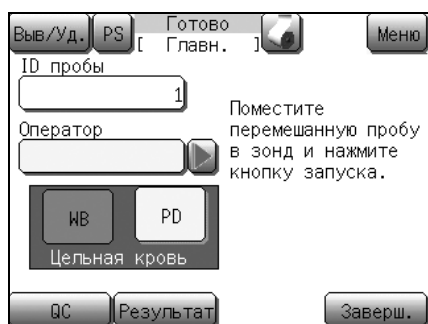 Выв/Уд. PS Готово Меню
[ Главн. ]
ID пробы
1
Поместите
Оператор перемешанную пробу
в зонд и нажмите
кнопку запуска.
WB PD
Цельная кровь
QC Результат Заверш.